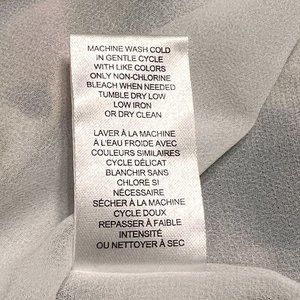 MACHINE WASH COLD
IN GENTLE CYCLE
WITH LIKE COLORS
ONLY NON-CHLORINE
BLEACH WHEN NEEDED
TUMBLE DRY LOW
LOW IRON
OR DRY CLEAN
LAVER À LA MACHINE
À L'EAU FROIDE AVEC
COULEURS SIMILAIRES
CYCLE DÉLICAT
BLANCHIR SANS
CHLORE SI
NÉCESSAIRE
SÉCHER À LA MACHINE
CYCLE DOUX
REPASSER À FAIBLE
INTENSITÉ
OU NETTOYER À SEC